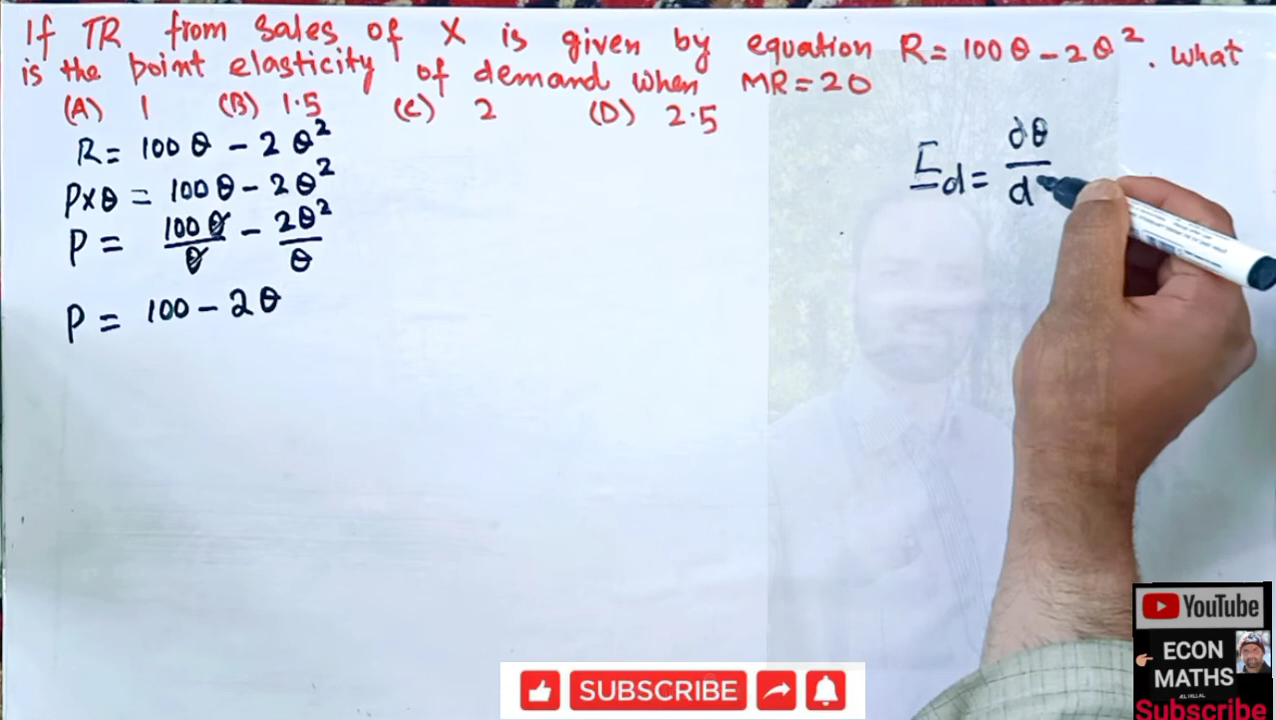 If TR from Sales of X is given by equation R = 100θ - 2θ². What
is the point elasticity of demand when MR = 20
(A) 1 (B) 1.5 (C) 2 (D) 2.5
R = 100θ - 2θ²
P×θ = 100θ - 2θ²
P = 100θ/θ - 2θ²/θ
P = 100 - 2θ
Ed = dθ/d
SUBSCRIBE
YouTube
ECON
MATHS
Subscribe